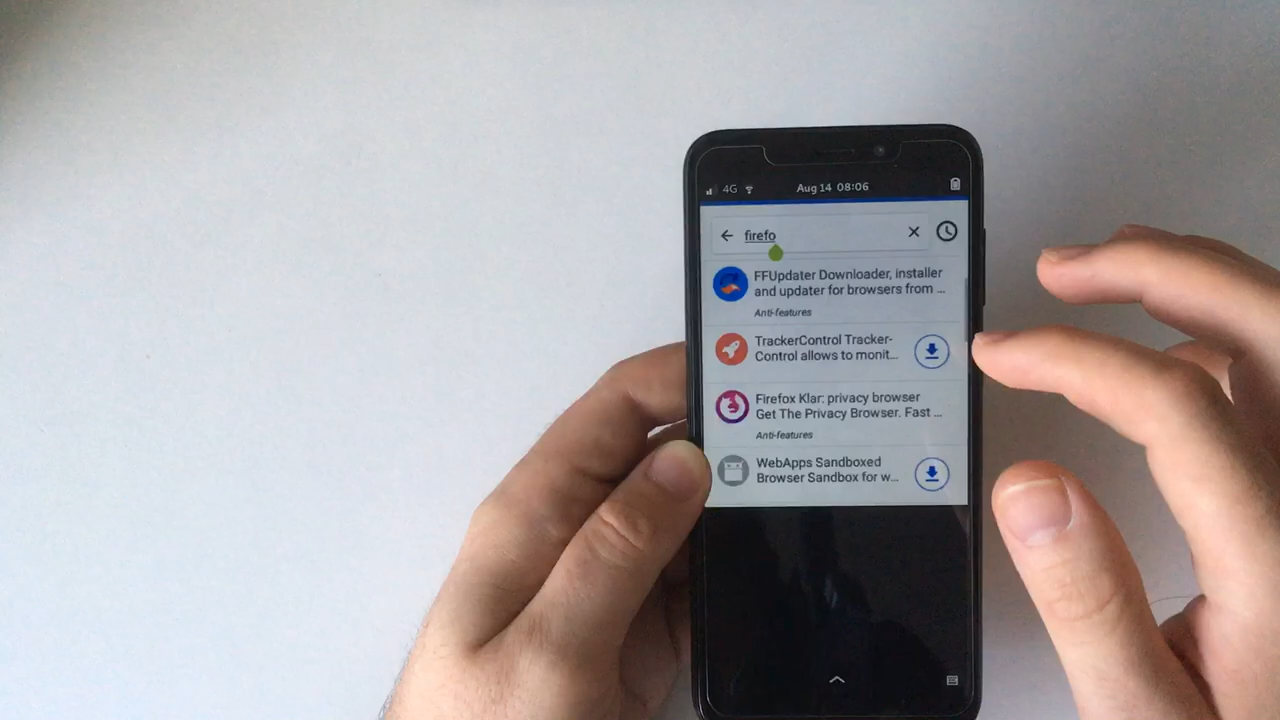 4G
Aug 14 08:06
firefo
FFUpdater Downloader, installer
and updater for browsers from ...
Anti-features
TrackerControl Tracker-
Control allows to monit...
Firefox Klar: privacy browser
Get The Privacy Browser. Fast ...
Anti-features
WebApps Sandboxed
Browser Sandbox for w...